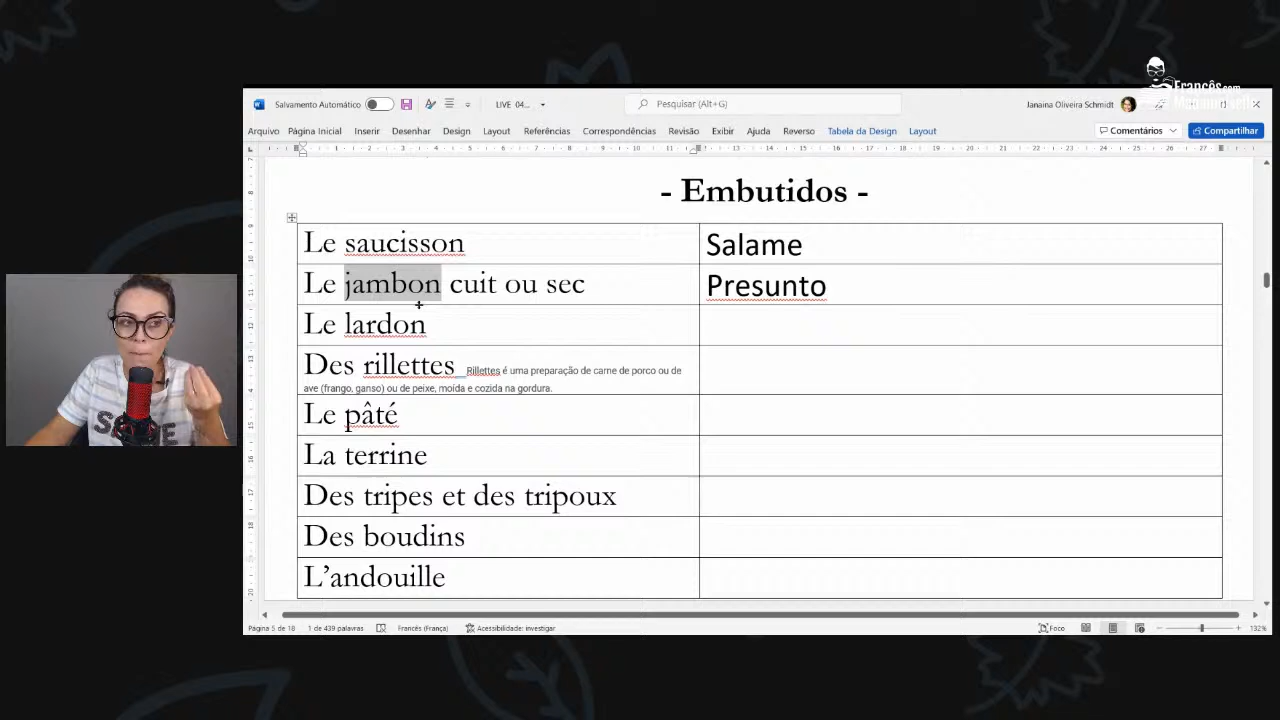 Francês.com
Salvamento Automático
LIVE 04...
Pesquisar (Alt+G)
Janaina Oliveira Schmidt
Arquivo Página Inicial Inserir Desenhar Design Layout Referências Correspondências Revisão Exibir Ajuda Reverso Tabela da Design Layout Comentários Compartilhar
- Embutidos -
Le saucisson Salame
Le jambon cuit ou sec Presunto
Le lardon
Des rillettes Rillettes é uma preparação de carne de porco ou de
ave (frango, ganso) ou de peixe, moída e cozida na gordura.
Le pâté
La terrine
Des tripes et des tripoux
Des boudins
L’andouille
Página 5 de 18 1 de 439 palavras Francês (França) Acessibilidade: investigar Foco 132%